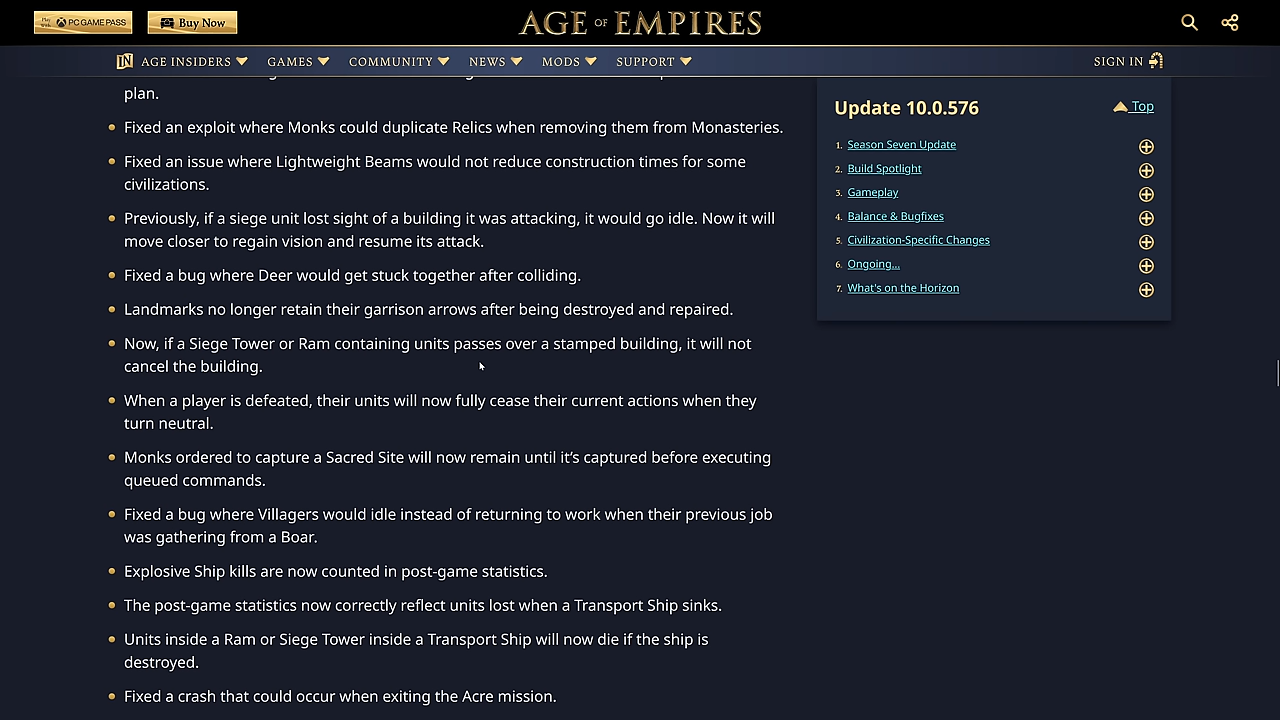 Play with PC GAME PASS
Buy Now
AGE OF EMPIRES
AGE INSIDERS
GAMES
COMMUNITY
NEWS
MODS
SUPPORT
SIGN IN
plan.
Fixed an exploit where Monks could duplicate Relics when removing them from Monasteries.
Fixed an issue where Lightweight Beams would not reduce construction times for some
civilizations.
Previously, if a siege unit lost sight of a building it was attacking, it would go idle. Now it will
move closer to regain vision and resume its attack.
Fixed a bug where Deer would get stuck together after colliding.
Landmarks no longer retain their garrison arrows after being destroyed and repaired.
Now, if a Siege Tower or Ram containing units passes over a stamped building, it will not
cancel the building.
When a player is defeated, their units will now fully cease their current actions when they
turn neutral.
Monks ordered to capture a Sacred Site will now remain until it’s captured before executing
queued commands.
Fixed a bug where Villagers would idle instead of returning to work when their previous job
was gathering from a Boar.
Explosive Ship kills are now counted in post-game statistics.
The post-game statistics now correctly reflect units lost when a Transport Ship sinks.
Units inside a Ram or Siege Tower inside a Transport Ship will now die if the ship is
destroyed.
Fixed a crash that could occur when exiting the Acre mission.
Update 10.0.576
Top
1. Season Seven Update
2. Build Spotlight
3. Gameplay
4. Balance & Bugfixes
5. Civilization-Specific Changes
6. Ongoing...
7. What's on the Horizon